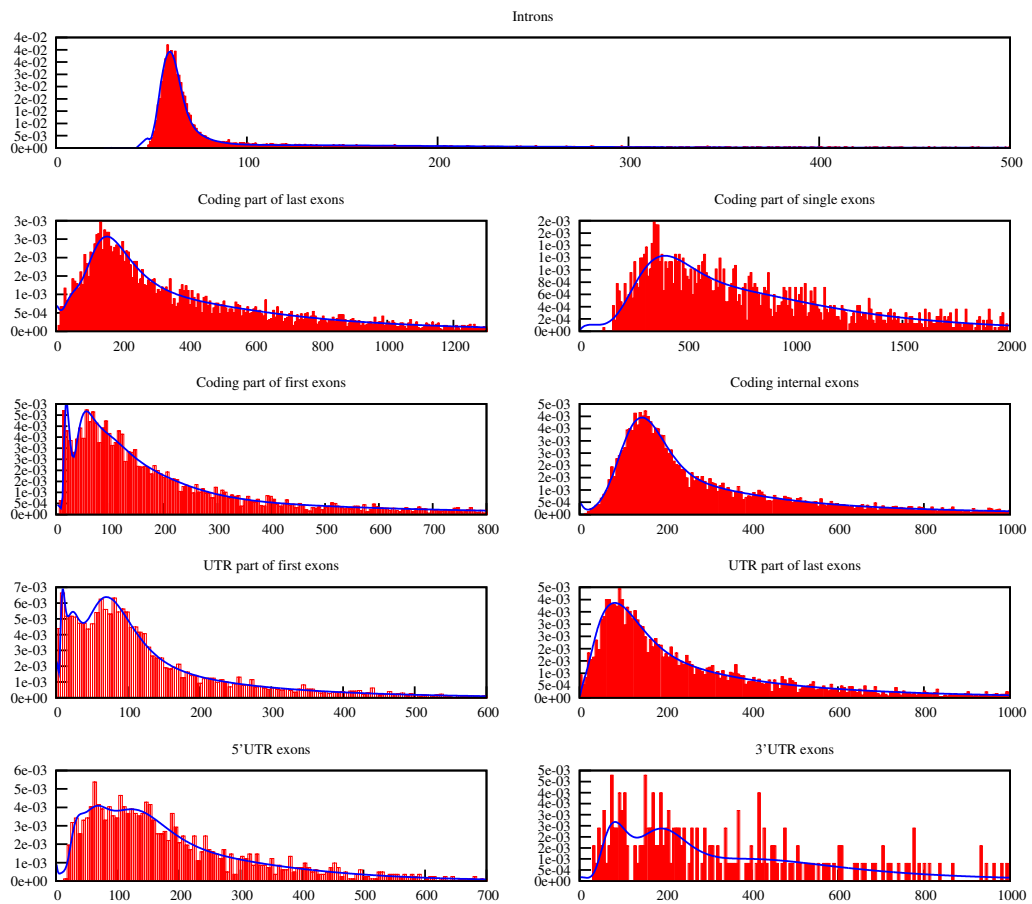 Introns
4e-02
4e-02
3e-02
3e-02
2e-02
2e-02
1e-02
1e-02
5e-03
0e+00
0 100 200 300 400 500
Coding part of last exons
3e-03
3e-03
2e-03
2e-03
1e-03
5e-04
0e+00
0 200 400 600 800 1000 1200
Coding part of single exons
2e-03
2e-03
1e-03
1e-03
1e-03
8e-04
6e-04
4e-04
2e-04
0e+00
0 500 1000 1500 2000
Coding part of first exons
5e-03
5e-03
4e-03
4e-03
3e-03
3e-03
2e-03
2e-03
1e-03
5e-04
0e+00
0 100 200 300 400 500 600 700 800
Coding internal exons
5e-03
4e-03
4e-03
3e-03
3e-03
2e-03
2e-03
1e-03
5e-04
0e+00
0 200 400 600 800 1000
UTR part of first exons
7e-03
6e-03
5e-03
4e-03
3e-03
2e-03
1e-03
0e+00
0 100 200 300 400 500 600
UTR part of last exons
5e-03
4e-03
4e-03
3e-03
3e-03
2e-03
2e-03
1e-03
5e-04
0e+00
0 200 400 600 800 1000
5'UTR exons
6e-03
5e-03
4e-03
3e-03
2e-03
1e-03
0e+00
0 100 200 300 400 500 600 700
3'UTR exons
5e-03
5e-03
4e-03
4e-03
3e-03
3e-03
2e-03
2e-03
1e-03
5e-04
0e+00
0 200 400 600 800 1000